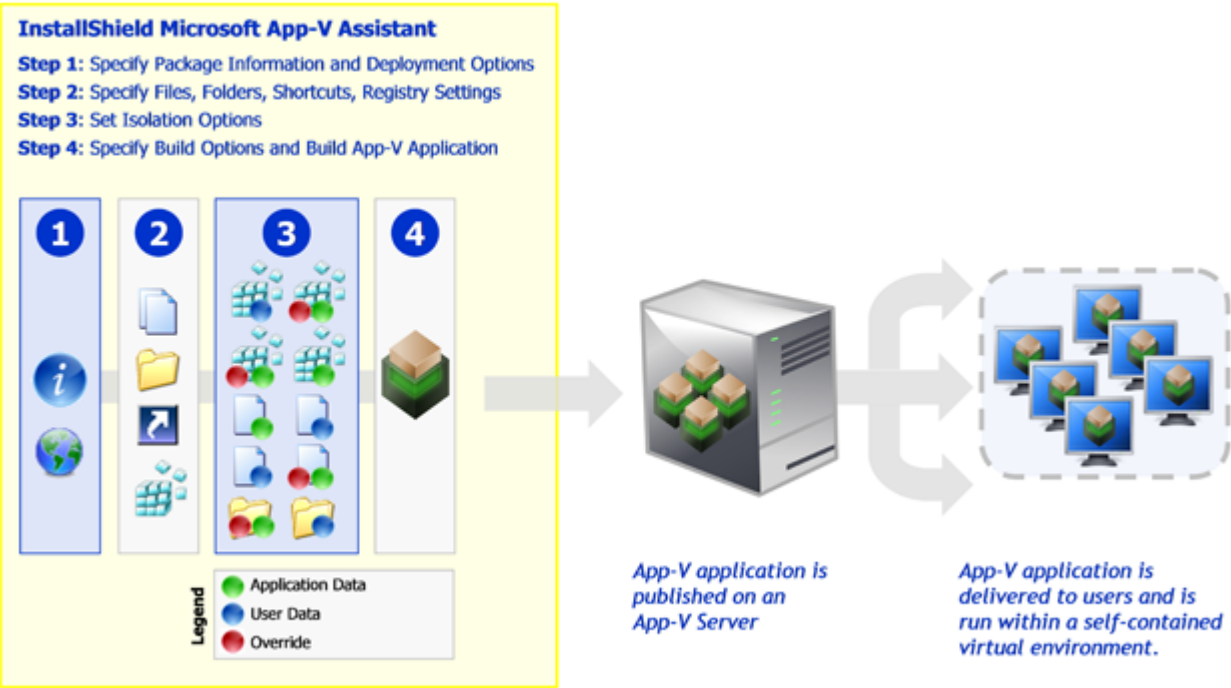 InstallShield Microsoft App-V Assistant
Step 1: Specify Package Information and Deployment Options
Step 2: Specify Files, Folders, Shortcuts, Registry Settings
Step 3: Set Isolation Options
Step 4: Specify Build Options and Build App-V Application
1
2
3
4
i
Legend
Application Data
User Data
Override
App-V application is
published on an
App-V Server
App-V application is
delivered to users and is
run within a self-contained
virtual environment.